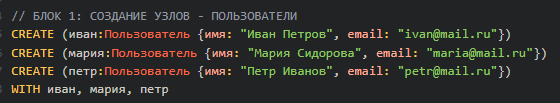 // БЛОК 1: СОЗДАНИЕ УЗЛОВ - ПОЛЬЗОВАТЕЛИ
CREATE (иван:Пользователь {имя: "Иван Петров", email: "ivan@mail.ru"})
CREATE (мария:Пользователь {имя: "Мария Сидорова", email: "maria@mail.ru"})
CREATE (петр:Пользователь {имя: "Петр Иванов", email: "petr@mail.ru"})
WITH иван, мария, петр